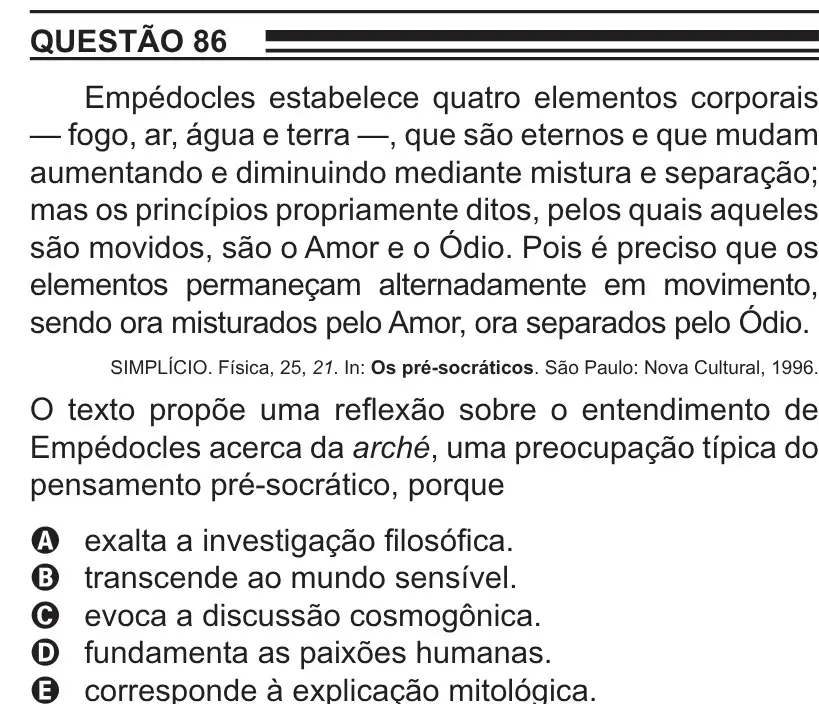 QUESTÃO 86
Empédocles estabelece quatro elementos corporais
— fogo, ar, água e terra —, que são eternos e que mudam
aumentando e diminuindo mediante mistura e separação;
mas os princípios propriamente ditos, pelos quais aqueles
são movidos, são o Amor e o Ódio. Pois é preciso que os
elementos permaneçam alternadamente em movimento,
sendo ora misturados pelo Amor, ora separados pelo Ódio.
SIMPLÍCIO. Física, 25, 21. In: Os pré-socráticos. São Paulo: Nova Cultural, 1996.
O texto propõe uma reflexão sobre o entendimento de
Empédocles acerca da arché, uma preocupação típica do
pensamento pré-socrático, porque
A exalta a investigação filosófica.
B transcende ao mundo sensível.
C evoca a discussão cosmogônica.
D fundamenta as paixões humanas.
E corresponde à explicação mitológica.